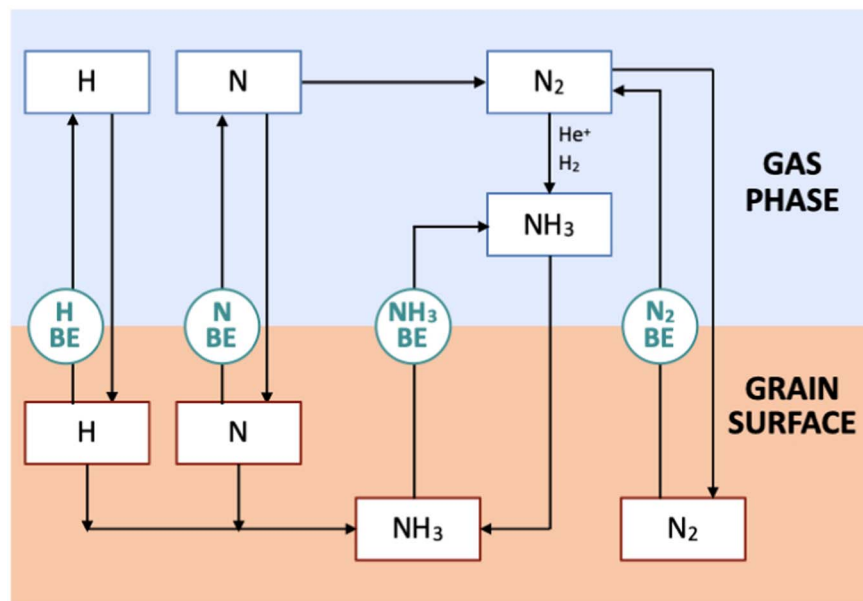 H
N
N₂
He⁺
H₂
GAS
PHASE
NH₃
H
BE
N
BE
NH₃
BE
N₂
BE
GRAIN
SURFACE
H
N
NH₃
N₂